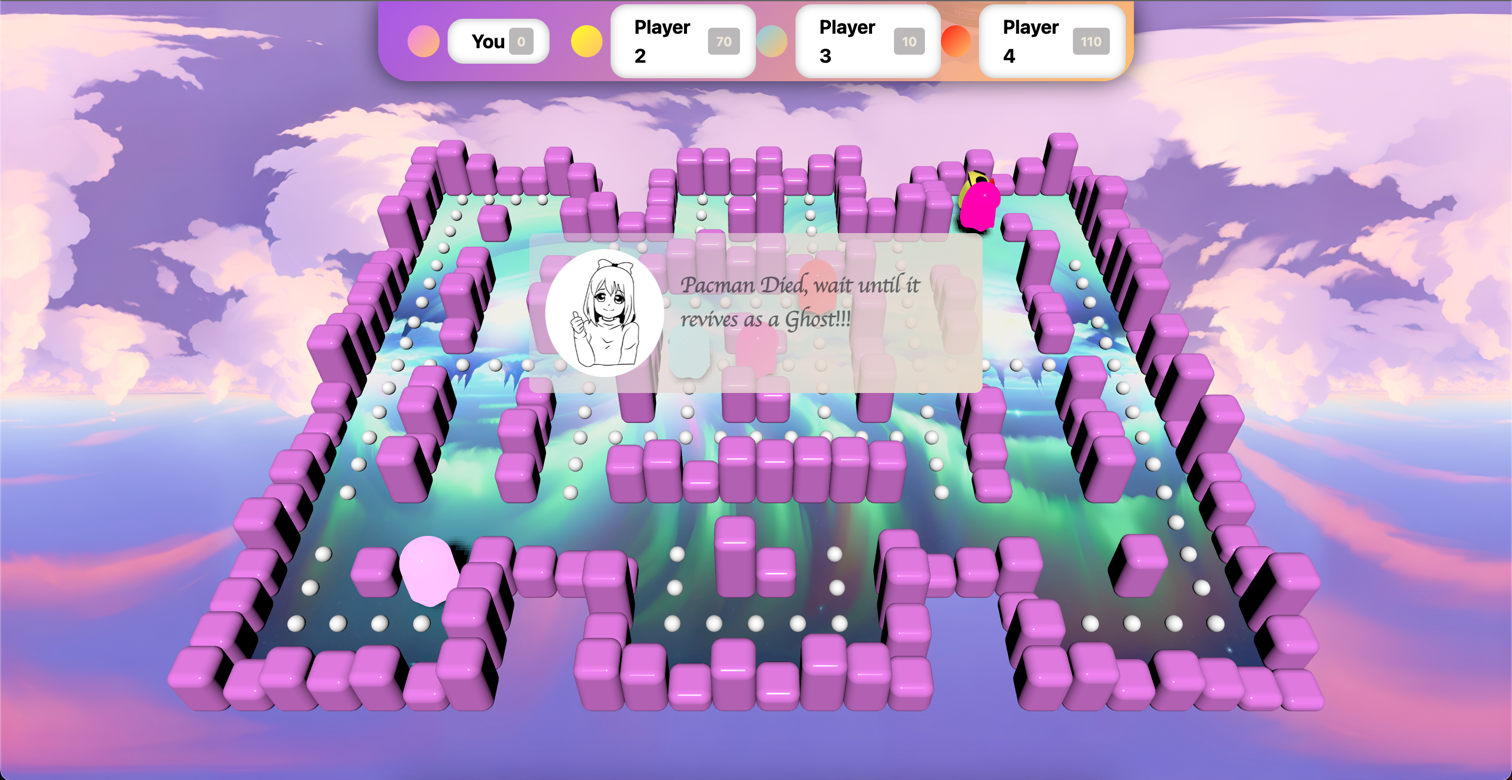 You 0
Player 2 70
Player 3 10
Player 4 110
Pacman Died, wait until it
revives as a Ghost!!!